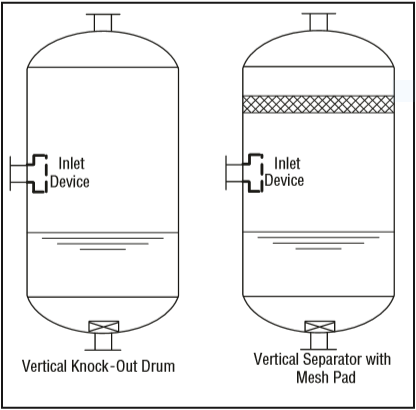 Inlet
Device
Inlet
Device
Vertical Knock-Out Drum
Vertical Separator with
Mesh Pad